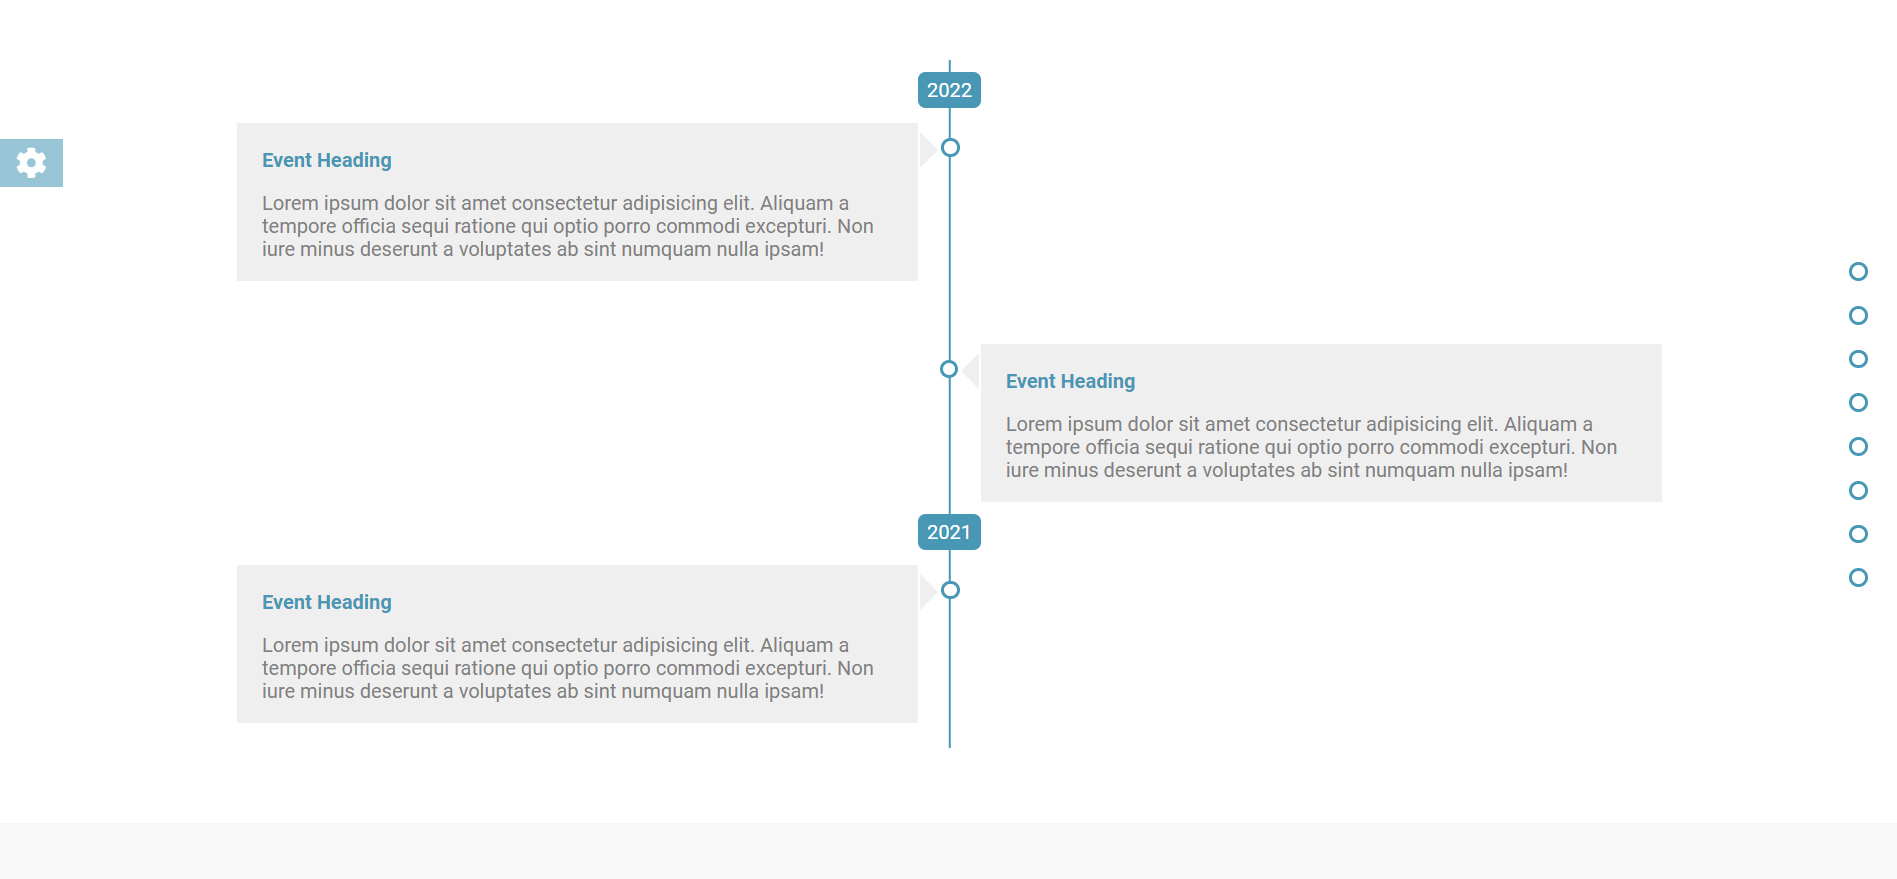 2022
Event Heading
Lorem ipsum dolor sit amet consectetur adipisicing elit. Aliquam a
tempore officia sequi ratione qui optio porro commodi excepturi. Non
iure minus deserunt a voluptates ab sint numquam nulla ipsam!
Event Heading
Lorem ipsum dolor sit amet consectetur adipisicing elit. Aliquam a
tempore officia sequi ratione qui optio porro commodi excepturi. Non
iure minus deserunt a voluptates ab sint numquam nulla ipsam!
2021
Event Heading
Lorem ipsum dolor sit amet consectetur adipisicing elit. Aliquam a
tempore officia sequi ratione qui optio porro commodi excepturi. Non
iure minus deserunt a voluptates ab sint numquam nulla ipsam!